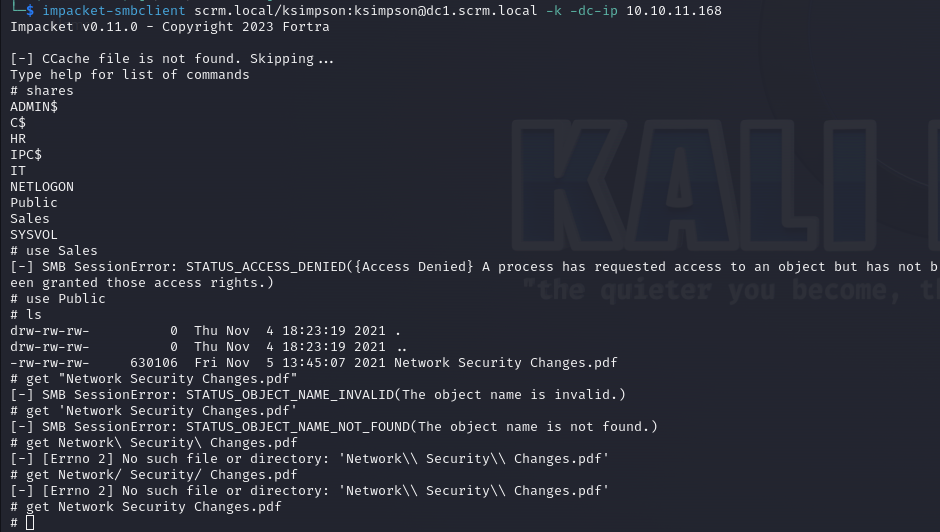 └─$ impacket-smbclient scrm.local/ksimpson:ksimpson@dc1.scrm.local -k -dc-ip 10.10.11.168
Impacket v0.11.0 - Copyright 2023 Fortra
[-] CCache file is not found. Skipping...
Type help for list of commands
# shares
ADMIN$
C$
HR
IPC$
IT
NETLOGON
Public
Sales
SYSVOL
# use Sales
[-] SMB SessionError: STATUS_ACCESS_DENIED({Access Denied} A process has requested access to an object but has not b
een granted those access rights.)
# use Public
# ls
drw-rw-rw-          0  Thu Nov  4 18:23:19 2021 .
drw-rw-rw-          0  Thu Nov  4 18:23:19 2021 ..
-rw-rw-rw-     630106  Fri Nov  5 13:45:07 2021 Network Security Changes.pdf
# get "Network Security Changes.pdf"
[-] SMB SessionError: STATUS_OBJECT_NAME_INVALID(The object name is invalid.)
# get 'Network Security Changes.pdf'
[-] SMB SessionError: STATUS_OBJECT_NAME_NOT_FOUND(The object name is not found.)
# get Network\ Security\ Changes.pdf
[-] [Errno 2] No such file or directory: 'Network\\ Security\\ Changes.pdf'
# get Network/ Security/ Changes.pdf
[-] [Errno 2] No such file or directory: 'Network\\ Security\\ Changes.pdf'
# get Network Security Changes.pdf
#
KALI
"the quieter you become, th